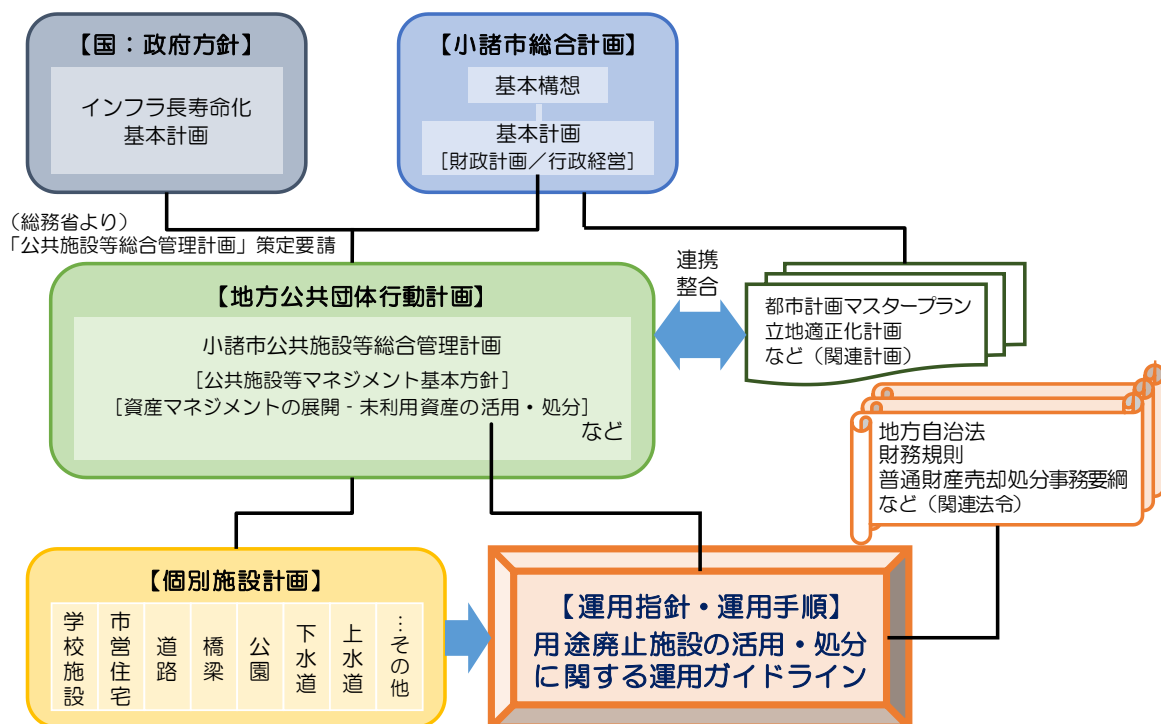 【国：政府方針】
インフラ長寿命化
基本計画
【小諸市総合計画】
基本構想
基本計画
[財政計画／行政経営]
（総務省より）
「公共施設等総合管理計画」策定要請
【地方公共団体行動計画】
小諸市公共施設等総合管理計画
[公共施設等マネジメント基本方針]
[資産マネジメントの展開‐未利用資産の活用・処分]
など
連携
整合
都市計画マスタープラン
立地適正化計画
など（関連計画）
地方自治法
財務規則
普通財産売却処分事務要綱
など（関連法令）
【個別施設計画】
学校施設
市営住宅
道路
橋梁
公園
下水道
上水道
…その他
【運用指針・運用手順】
用途廃止施設の活用・処分
に関する運用ガイドライン